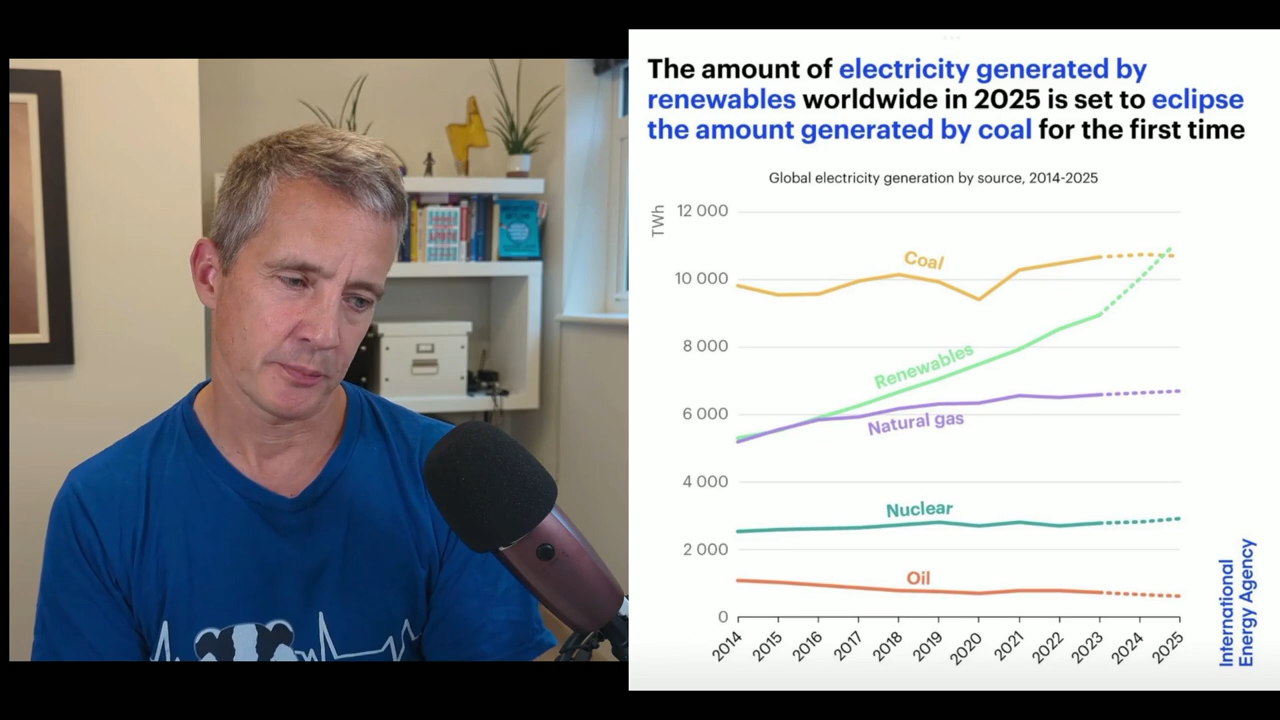 The amount of electricity generated by
renewables worldwide in 2025 is set to eclipse
the amount generated by coal for the first time
Global electricity generation by source, 2014-2025
TWh
12 000
10 000
8 000
6 000
4 000
2 000
0
Coal
Renewables
Natural gas
Nuclear
Oil
2014
2015
2016
2017
2018
2019
2020
2021
2022
2023
2024
2025
International
Energy Agency